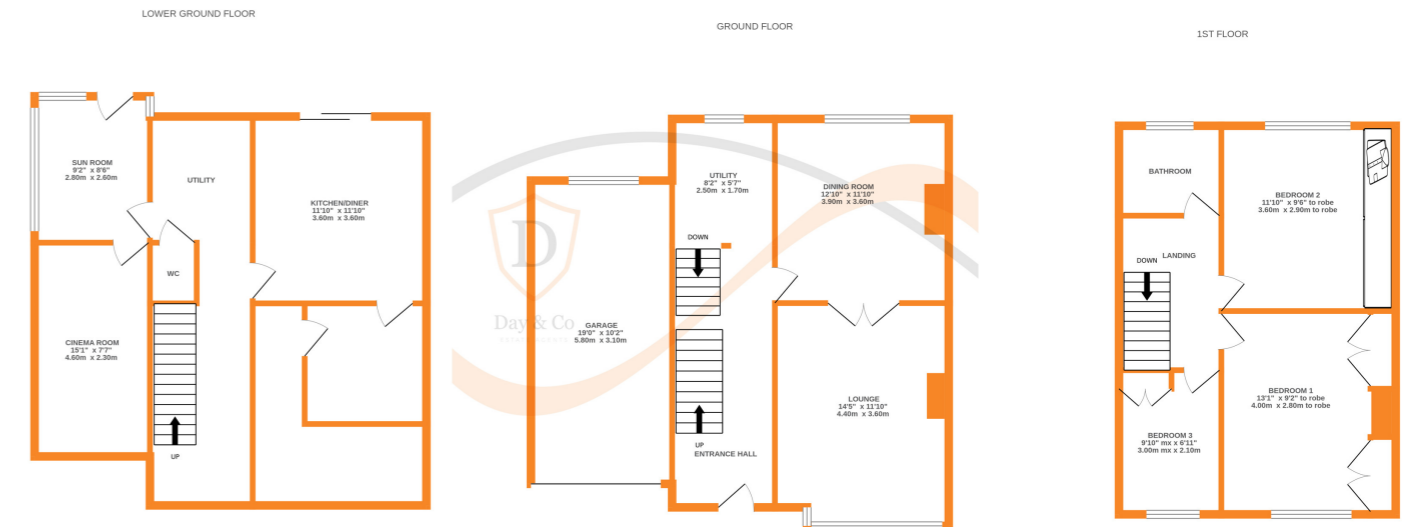 LOWER GROUND FLOOR
SUN ROOM
9'2" x 8'6"
2.80m x 2.60m
UTILITY
KITCHEN/DINER
11'10" x 11'10"
3.60m x 3.60m
WC
CINEMA ROOM
15'1" x 7'7"
4.60m x 2.30m
UP
GROUND FLOOR
UTILITY
8'2" x 5'7"
2.50m x 1.70m
DINING ROOM
12'10" x 11'10"
3.90m x 3.60m
DOWN
D
Day & Co
GARAGE
19'0" x 10'2"
5.80m x 3.10m
LOUNGE
14'5" x 11'10"
4.40m x 3.60m
UP
ENTRANCE HALL
1ST FLOOR
BATHROOM
BEDROOM 2
11'10" x 9'6" to robe
3.60m x 2.90m to robe
LANDING
DOWN
BEDROOM 1
13'1" x 9'2" to robe
4.00m x 2.80m to robe
BEDROOM 3
9'10" mx x 6'11"
3.00m mx x 2.10m